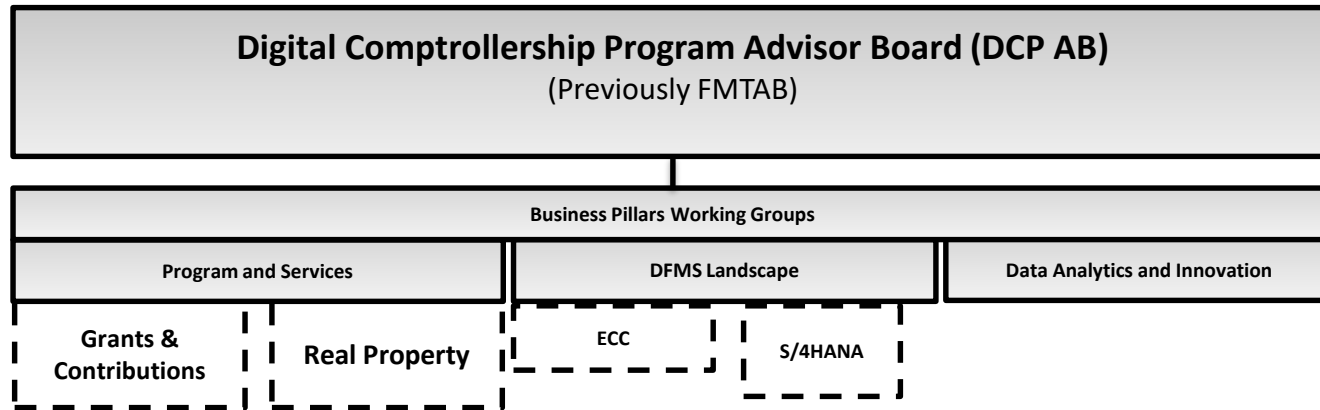 Digital Comptrollership Program Advisor Board (DCP AB)
(Previously FMTAB)
Business Pillars Working Groups
Program and Services
DFMS Landscape
Data Analytics and Innovation
Grants &
Contributions
Real Property
ECC
S/4HANA